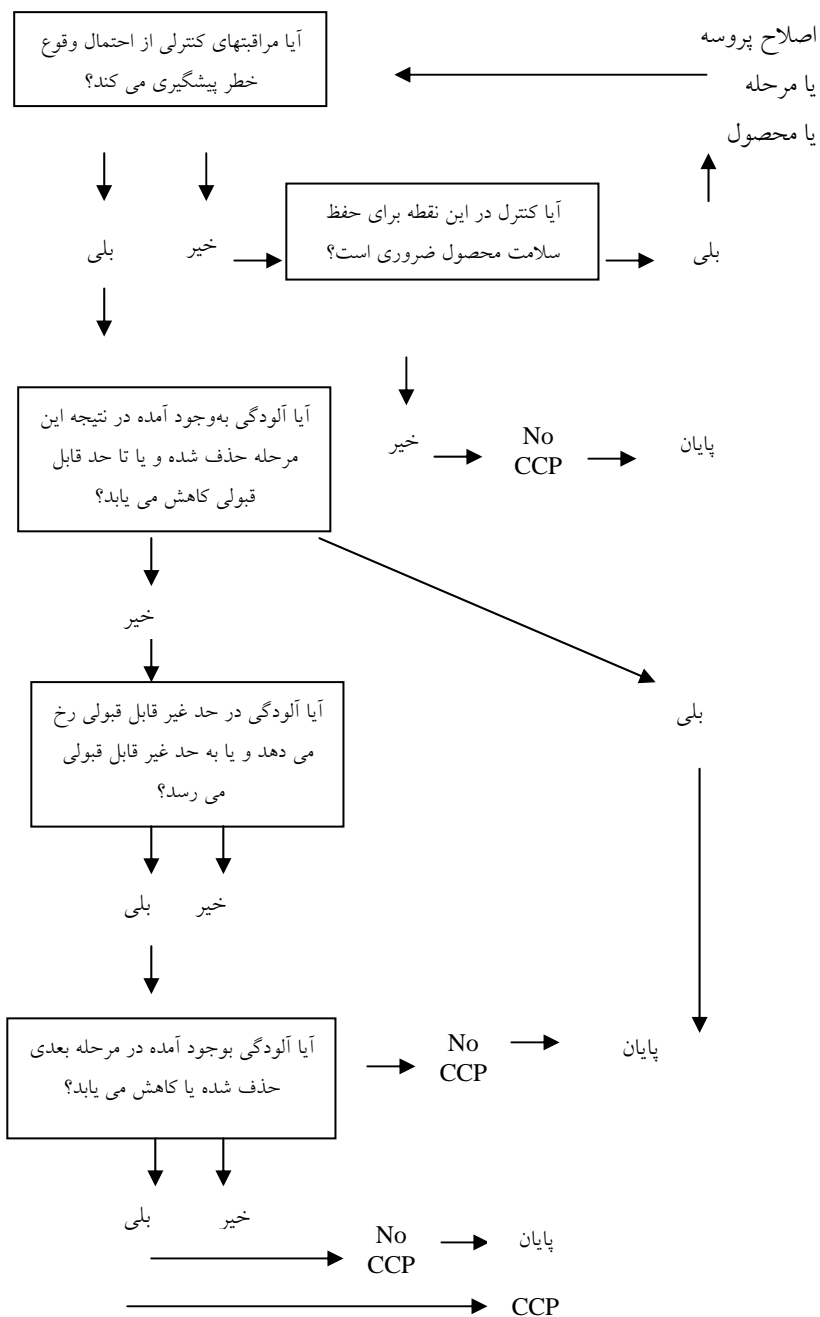 آیا مراقبتهای کنترلی از احتمال وقوع
خطر پیشگیری می کند؟
اصلاح پروسه
یا مرحله
یا محصول
آیا کنترل در این نقطه برای حفظ
سلامت محصول ضروری است؟
بلی
خیر
بلی
آیا آلودگی به‌وجود آمده در نتیجه این
مرحله حذف شده و یا تا حد قابل
قبولی کاهش می یابد؟
خیر
No
CCP
پایان
خیر
آیا آلودگی در حد غیر قابل قبولی رخ
می دهد و یا به حد غیر قابل قبولی
می رسد؟
بلی
بلی
خیر
آیا آلودگی بوجود آمده در مرحله بعدی
حذف شده یا کاهش می یابد؟
No
CCP
پایان
بلی
خیر
No
CCP
پایان
CCP